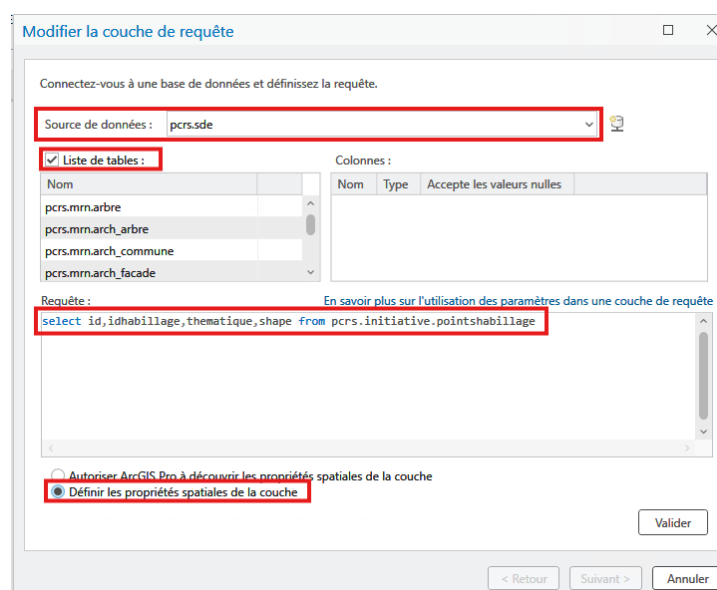 Modifier la couche de requête
Connectez-vous à une base de données et définissez la requête.
Source de données : pcrs.sde
Liste de tables :
Colonnes :
Nom
Nom Type Accepte les valeurs nulles
pcrs.mrn.arbre
pcrs.mrn.arch_arbre
pcrs.mrn.arch_commune
pcrs.mrn.arch_facade
Requête :
En savoir plus sur l'utilisation des paramètres dans une couche de requête
select id,idhabillage,thematique,shape from pcrs.initiative.pointshabillage
Autoriser ArcGIS Pro à découvrir les propriétés spatiales de la couche
Définir les propriétés spatiales de la couche
Valider
< Retour Suivant > Annuler